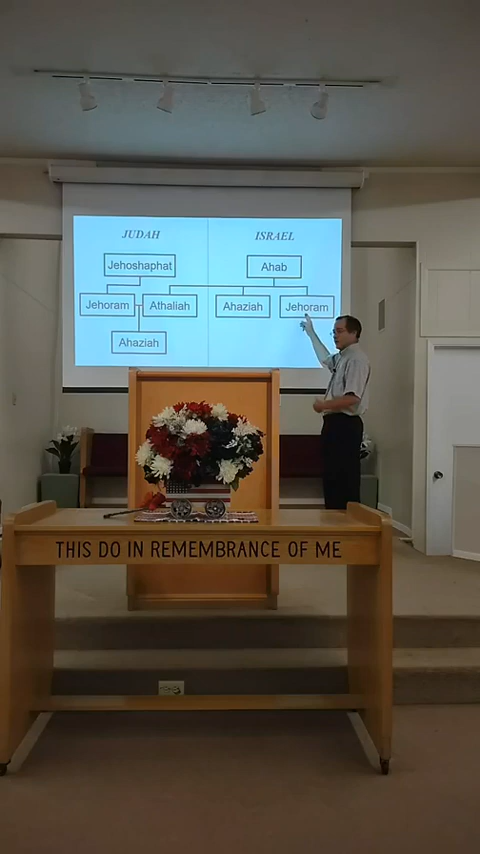 JUDAH
ISRAEL
Jehoshaphat
Ahab
Jehoram
Athaliah
Ahaziah
Jehoram
Ahaziah
THIS DO IN REMEMBRANCE OF ME